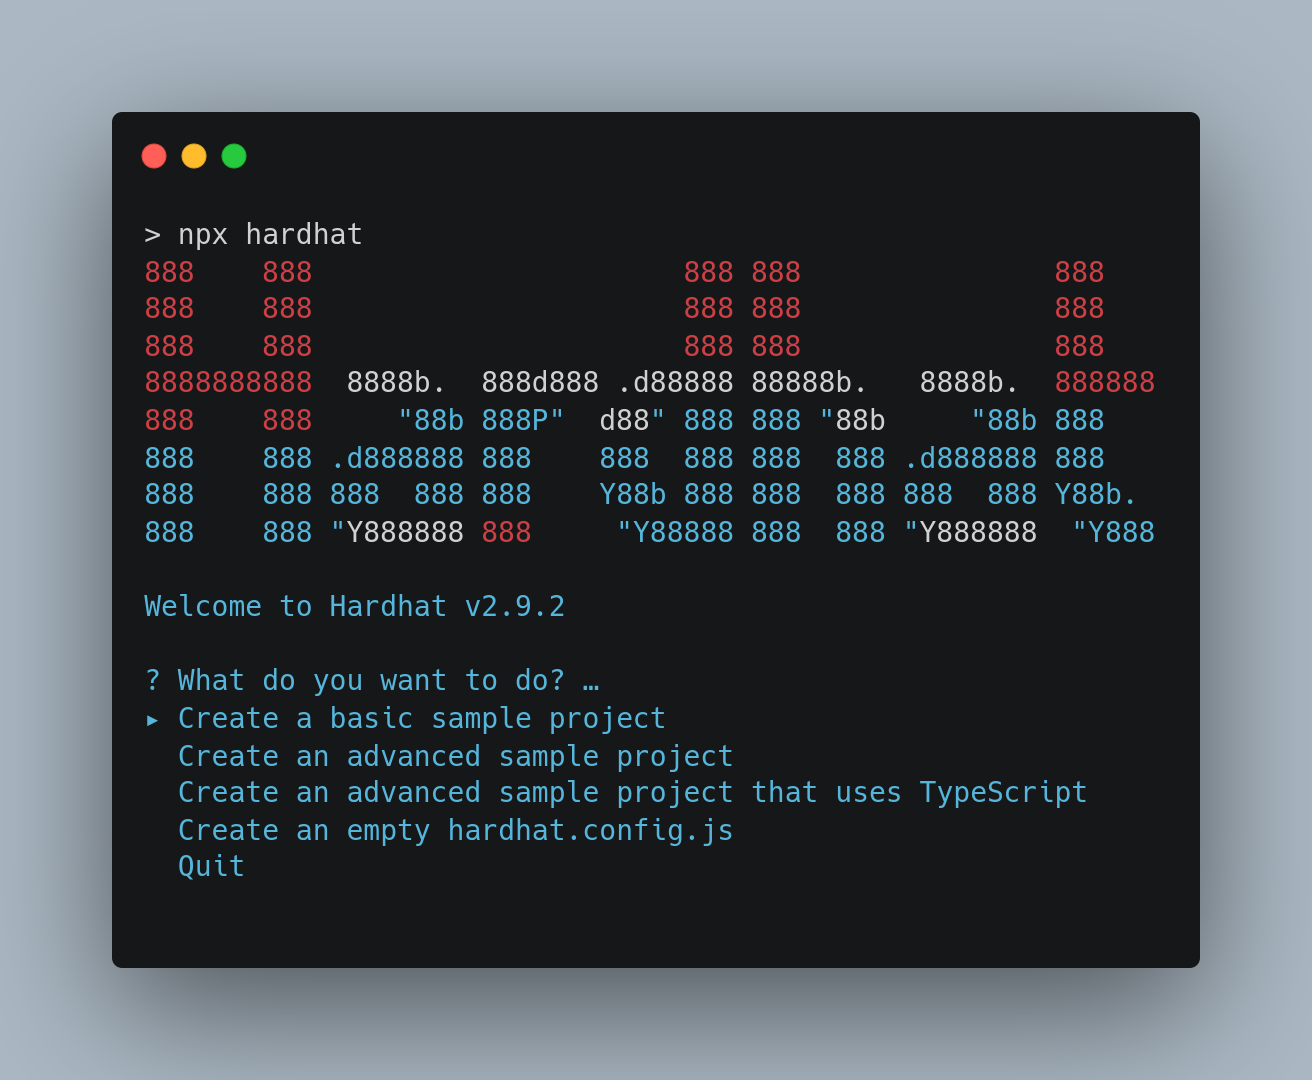 > npx hardhat
888    888                      888 888               888
888    888                      888 888               888
888    888                      888 888               888
8888888888  8888b.  888d888 .d88888 88888b.   8888b.  888888
888    888     "88b 888P"  d88" 888 888 "88b     "88b 888
888    888 .d888888 888    888  888 888  888 .d888888 888
888    888 888  888 888    Y88b 888 888  888 888  888 Y88b.
888    888 "Y888888 888     "Y88888 888  888 "Y888888  "Y888
Welcome to Hardhat v2.9.2
? What do you want to do? …
▸ Create a basic sample project
Create an advanced sample project
Create an advanced sample project that uses TypeScript
Create an empty hardhat.config.js
Quit